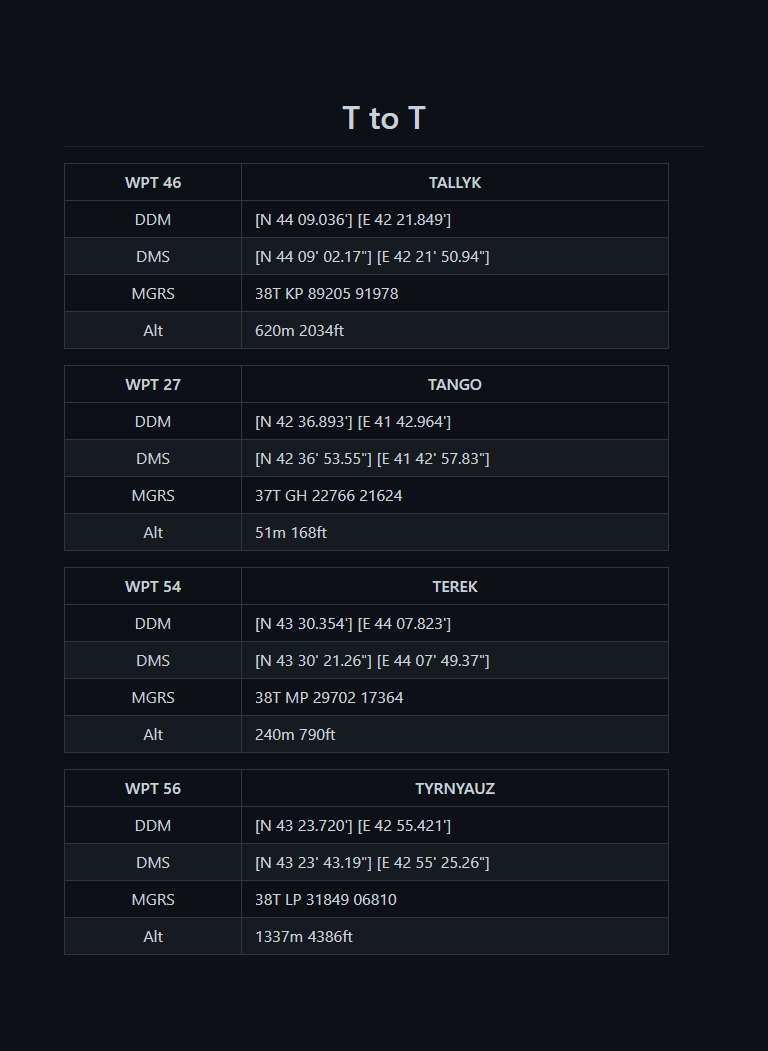 T to T
WPT 46 TALLYK
DDM [N 44 09.036'] [E 42 21.849']
DMS [N 44 09' 02.17"] [E 42 21' 50.94"]
MGRS 38T KP 89205 91978
Alt 620m 2034ft
WPT 27 TANGO
DDM [N 42 36.893'] [E 41 42.964']
DMS [N 42 36' 53.55"] [E 41 42' 57.83"]
MGRS 37T GH 22766 21624
Alt 51m 168ft
WPT 54 TEREK
DDM [N 43 30.354'] [E 44 07.823']
DMS [N 43 30' 21.26"] [E 44 07' 49.37"]
MGRS 38T MP 29702 17364
Alt 240m 790ft
WPT 56 TYRNYAUZ
DDM [N 43 23.720'] [E 42 55.421']
DMS [N 43 23' 43.19"] [E 42 55' 25.26"]
MGRS 38T LP 31849 06810
Alt 1337m 4386ft